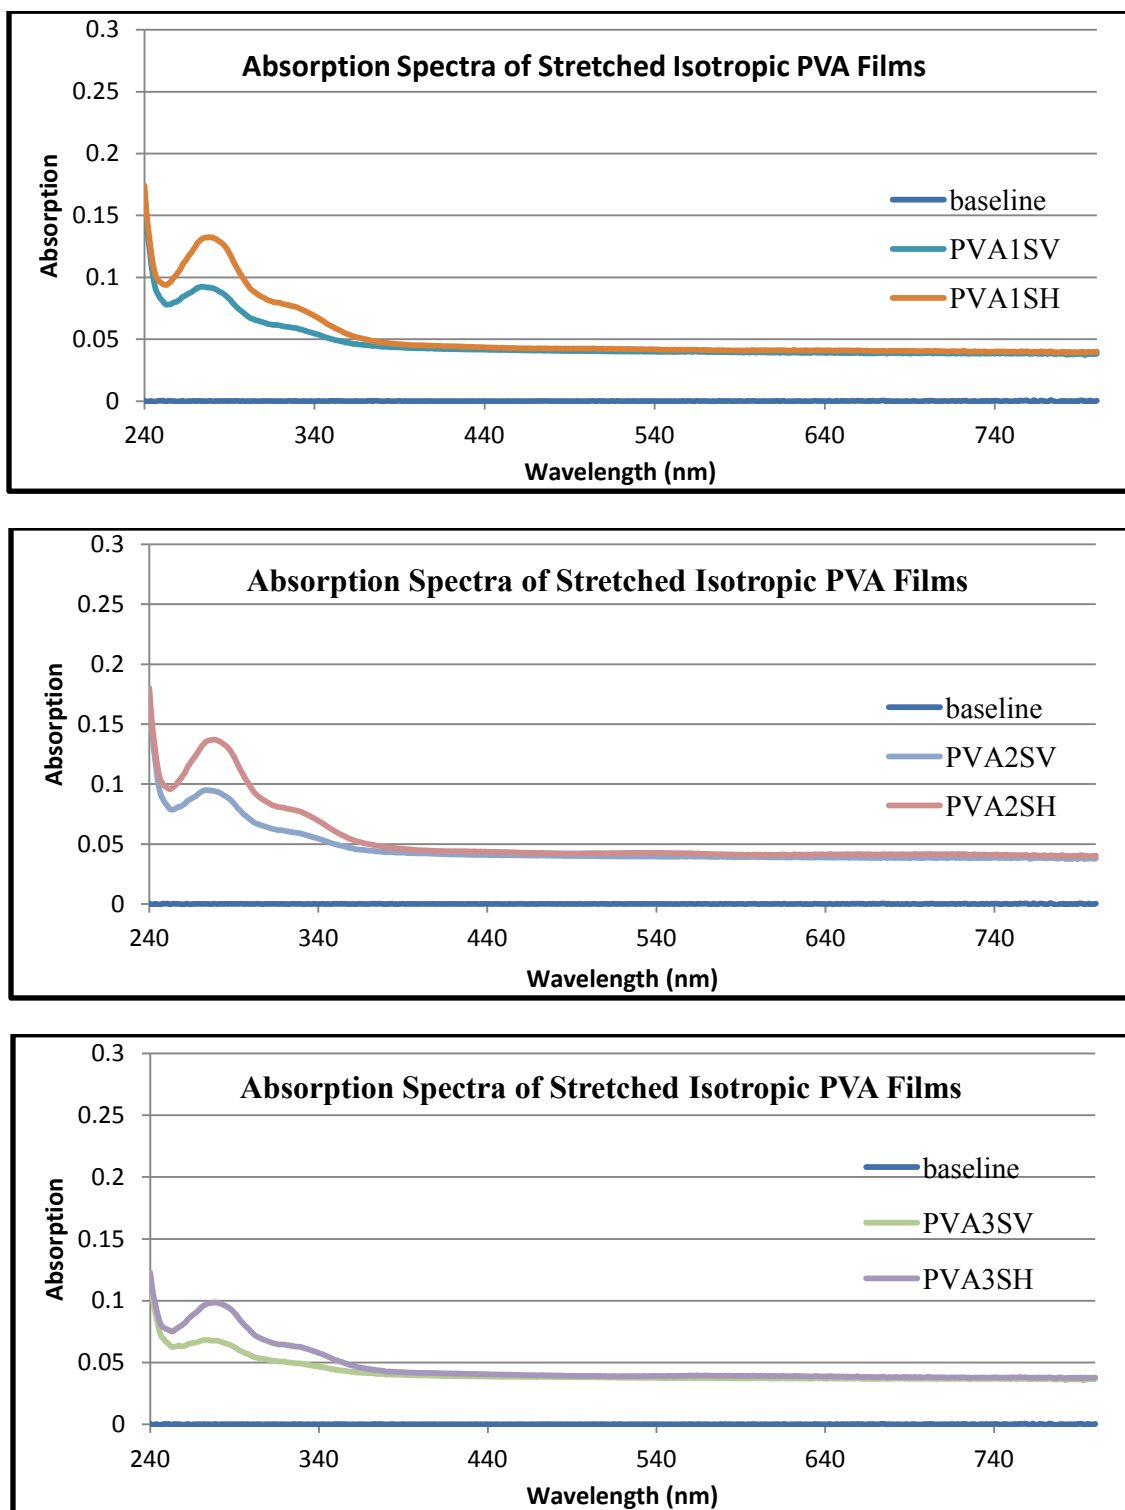 Absorption Spectra of Stretched Isotropic PVA Films
0.3
0.25
0.2
0.15
0.1
0.05
0
Absorption
baseline
PVA1SV
PVA1SH
240 340 440 540 640 740
Wavelength (nm)
Absorption Spectra of Stretched Isotropic PVA Films
0.3
0.25
0.2
0.15
0.1
0.05
0
Absorption
baseline
PVA2SV
PVA2SH
240 340 440 540 640 740
Wavelength (nm)
Absorption Spectra of Stretched Isotropic PVA Films
0.3
0.25
0.2
0.15
0.1
0.05
0
Absorption
baseline
PVA3SV
PVA3SH
240 340 440 540 640 740
Wavelength (nm)